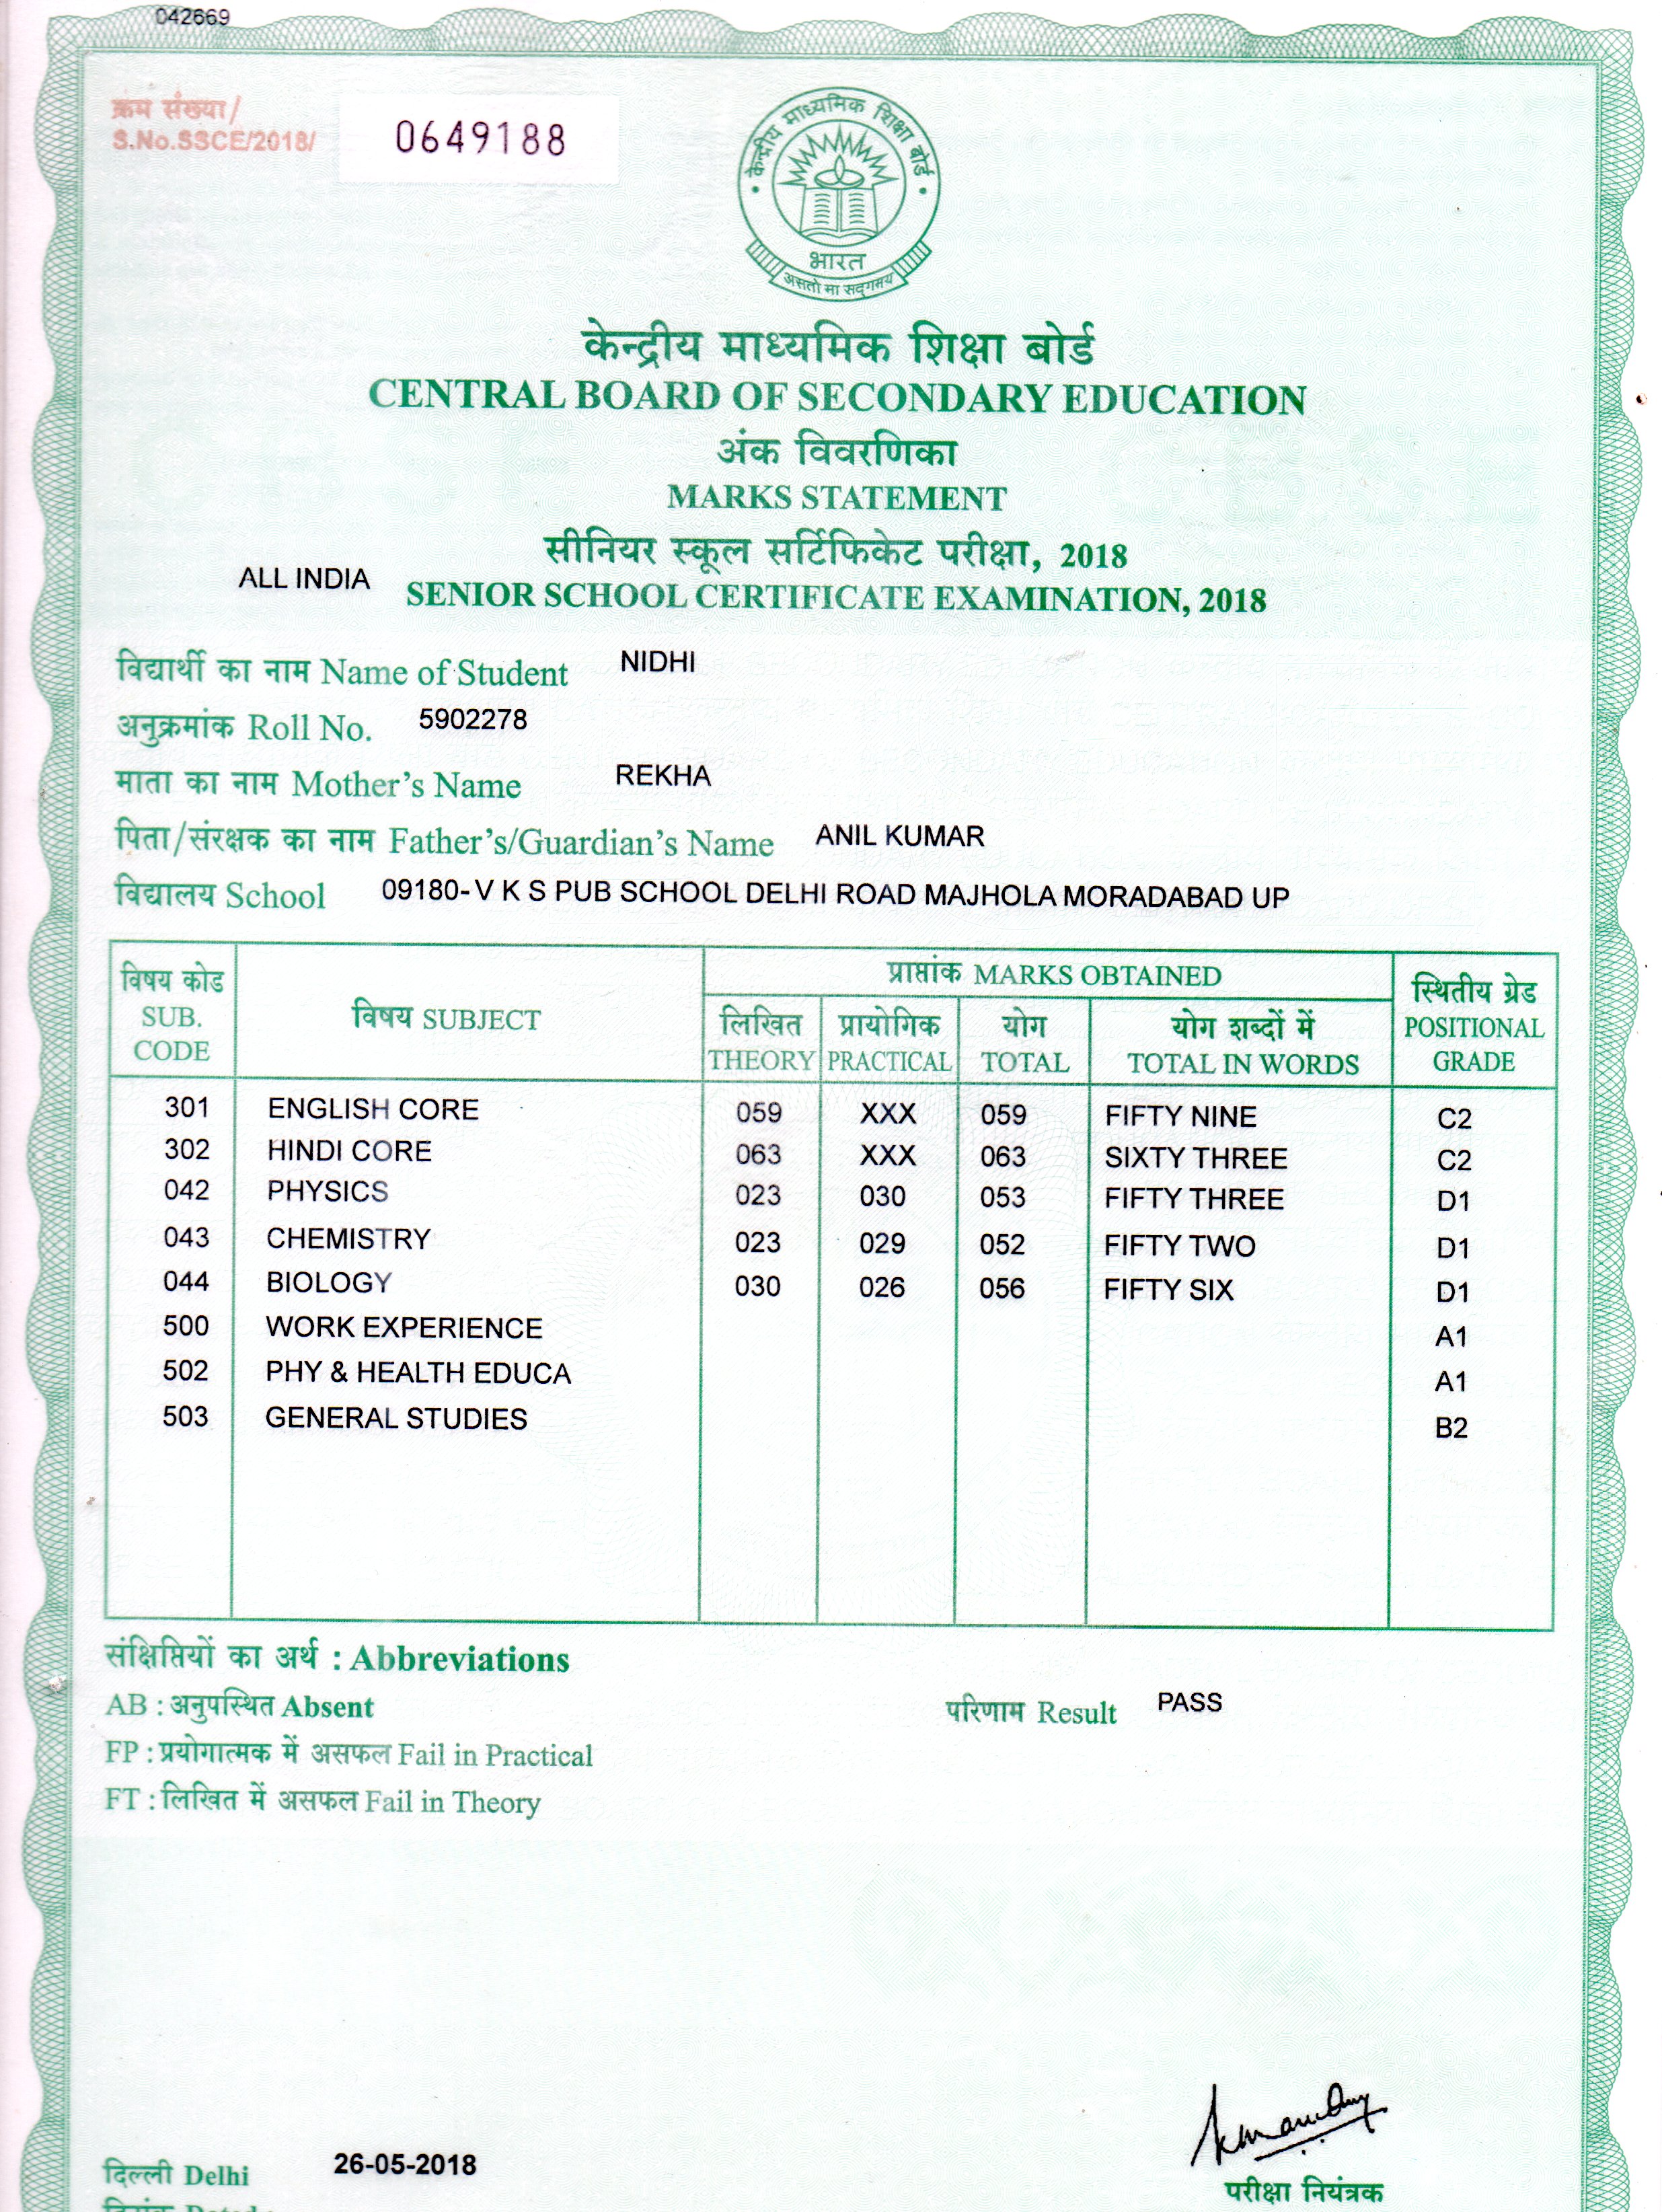 042669
क्रम संख्या/
S.No.SSCE/2018/ 0649188
केन्द्रीय माध्यमिक शिक्षा बोर्ड
भारत
असतो मा सद्गमय
केन्द्रीय माध्यमिक शिक्षा बोर्ड
CENTRAL BOARD OF SECONDARY EDUCATION
अंक विवरणिका
MARKS STATEMENT
सीनियर स्कूल सर्टिफिकेट परीक्षा, 2018
ALL INDIA SENIOR SCHOOL CERTIFICATE EXAMINATION, 2018
विद्यार्थी का नाम Name of Student NIDHI
अनुक्रमांक Roll No. 5902278
माता का नाम Mother's Name REKHA
पिता/संरक्षक का नाम Father's/Guardian's Name ANIL KUMAR
विद्यालय School 09180- V K S PUB SCHOOL DELHI ROAD MAJHOLA MORADABAD UP
विषय कोड SUB. CODE विषय SUBJECT प्राप्तांक MARKS OBTAINED स्थितीय ग्रेड POSITIONAL GRADE
लिखित THEORY प्रायोगिक PRACTICAL योग TOTAL योग शब्दों में TOTAL IN WORDS
301 ENGLISH CORE 059 XXX 059 FIFTY NINE C2
302 HINDI CORE 063 XXX 063 SIXTY THREE C2
042 PHYSICS 023 030 053 FIFTY THREE D1
043 CHEMISTRY 023 029 052 FIFTY TWO D1
044 BIOLOGY 030 026 056 FIFTY SIX D1
500 WORK EXPERIENCE A1
502 PHY & HEALTH EDUCA A1
503 GENERAL STUDIES B2
संक्षिप्तियों का अर्थ : Abbreviations
AB : अनुपस्थित Absent परिणाम Result PASS
FP : प्रयोगात्मक में असफल Fail in Practical
FT : लिखित में असफल Fail in Theory
दिल्ली Delhi 26-05-2018
परीक्षा नियंत्रक